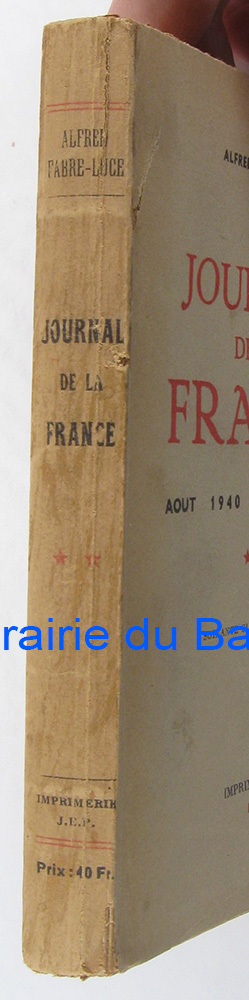 ALFRED
FABRE-LUCE
JOURNAL
DE LA
FRANCE
IMPRIMERIE
J.E.P.
Prix : 40 Fr.
ALFRE
JOUR
D
FRA
AOUT 1940
rairie du Ba
IMPRIM